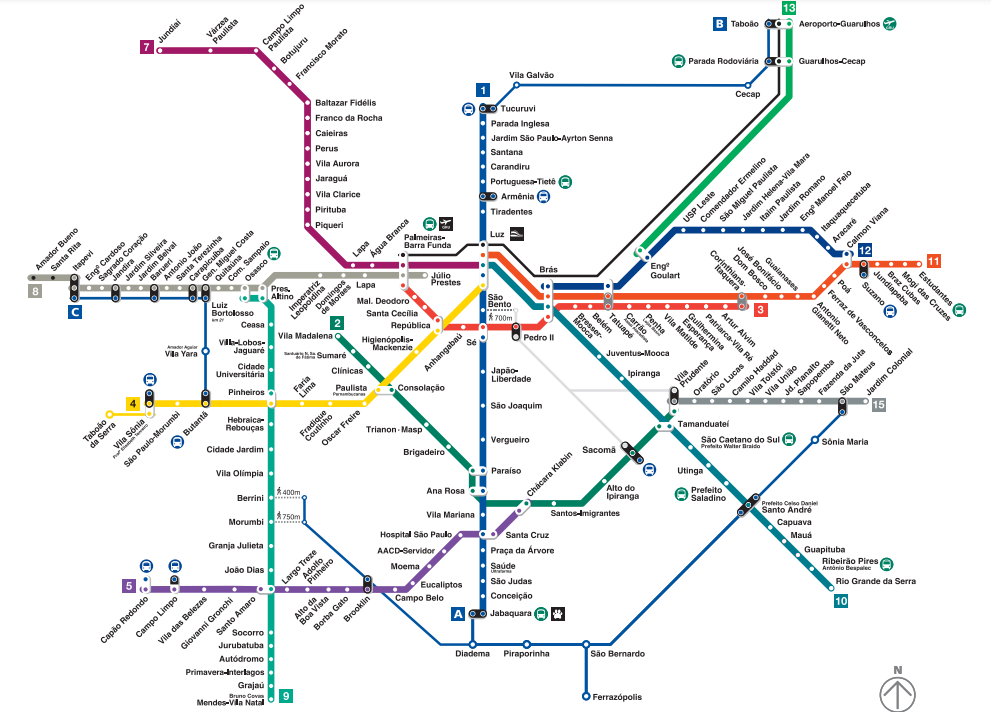 13
B
Taboão
Aeroporto-Guarulhos
Parada Rodoviária
Guarulhos-Cecap
Vila Galvão
Cecap
7
Jundiaí
Várzea
Paulista
Campo Limpo
Paulista
Botujuru
Francisco Morato
Baltazar Fidélis
Franco da Rocha
Caieiras
Perus
Vila Aurora
Jaraguá
Vila Clarice
Pirituba
Piqueri
Lapa
Água Branca
Palmeiras-
Barra Funda
1
Tucuruvi
Parada Inglesa
Jardim São Paulo-Ayrton Senna
Santana
Carandiru
Portuguesa-Tietê
Armênia
Tiradentes
Luz
São
Bento
700m
Sé
Pedro II
Japão-
Liberdade
São Joaquim
Vergueiro
Paraíso
Ana Rosa
Vila Mariana
Santa Cruz
Praça da Árvore
Saúde
Ultrafarma
São Judas
Conceição
A
Jabaquara
8
Amador Bueno
Santa Rita
Itapevi
Engº Cardoso
Sagrado Coração
Jandira
Jardim Silveira
Jardim Belval
Barueri
Antonio João
Santa Terezinha
Carapicuíba
Gal. Miguel Costa
Quitaúna
Com. Sampaio
Osasco
C
Pres.
Altino
Imperatriz
Leopoldina
Domingos
de Moraes
Lapa
Júlio
Prestes
Luiz
Bortolosso
km 21
Amador Aguiar
Vila Yara
Butantã
Ceasa
Villa-Lobos-
Jaguaré
Cidade
Universitária
Pinheiros
Hebraica-
Rebouças
Cidade Jardim
Vila Olímpia
Berrini
400m
Morumbi
750m
Granja Julieta
João Dias
Santo Amaro
Socorro
Jurubatuba
Autódromo
Primavera-Interlagos
Grajaú
Bruno Covas
Mendes-Vila Natal
9
4
Taboão
da Serra
Vila Sônia
São Paulo-Morumbi
Faria
Lima
Fradique
Coutinho
Oscar Freire
Paulista
Pernambucanas
Higienópolis-
Mackenzie
República
Santa Cecília
Mal. Deodoro
Anhangabaú
2
Vila Madalena
Santuário N. Sa.
de Fátima
Sumaré
Clínicas
Consolação
Trianon-Masp
Brigadeiro
Chácara Klabin
Santos-Imigrantes
Alto do
Ipiranga
Sacomã
Tamanduateí
Vila
Prudente
5
Capão Redondo
Campo Limpo
Vila das Belezas
Giovanni Gronchi
Largo Treze
Adolfo
Pinheiro
Alto da
Boa Vista
Borba Gato
Brooklin
Campo Belo
Eucaliptos
Moema
AACD-Servidor
Hospital São Paulo
Diadema
Piraporinha
São Bernardo
Ferrazópolis
Brás
Bresser-
Mooca
Belém
Tatuapé
Carrão
Penha
Vila Matilde
Guilhermina
Esperança
Patriarca-Vila Ré
Artur Alvim
Corinthians-
Itaquera
3
Dom Bosco
José Bonifácio
Guaianases
Antonio
Gianetti Neto
Ferraz de Vasconcelos
Poá
Calmon Viana
12
Suzano
Jundiapeba
Braz Cubas
Mogi das Cruzes
Estudantes
11
Engº
Goulart
USP Leste
Comendador Ermelino
São Miguel Paulista
Jardim Helena-Vila Mara
Itaim Paulista
Jardim Romano
Engº Manoel Feio
Itaquaquecetuba
Aracaré
Juventus-Mooca
Ipiranga
Oratório
São Lucas
Camilo Haddad
Vila Tolstói
Vila União
Jd. Planalto
Sapopemba
Fazenda da Juta
São Mateus
Jardim Colonial
15
São Caetano do Sul
Prefeito Walter Braido
Utinga
Prefeito
Saladino
Sônia Maria
Prefeito Celso Daniel
Santo André
Capuava
Mauá
Guapituba
Ribeirão Pires
Antônio Bespalec
Rio Grande da Serra
10
N